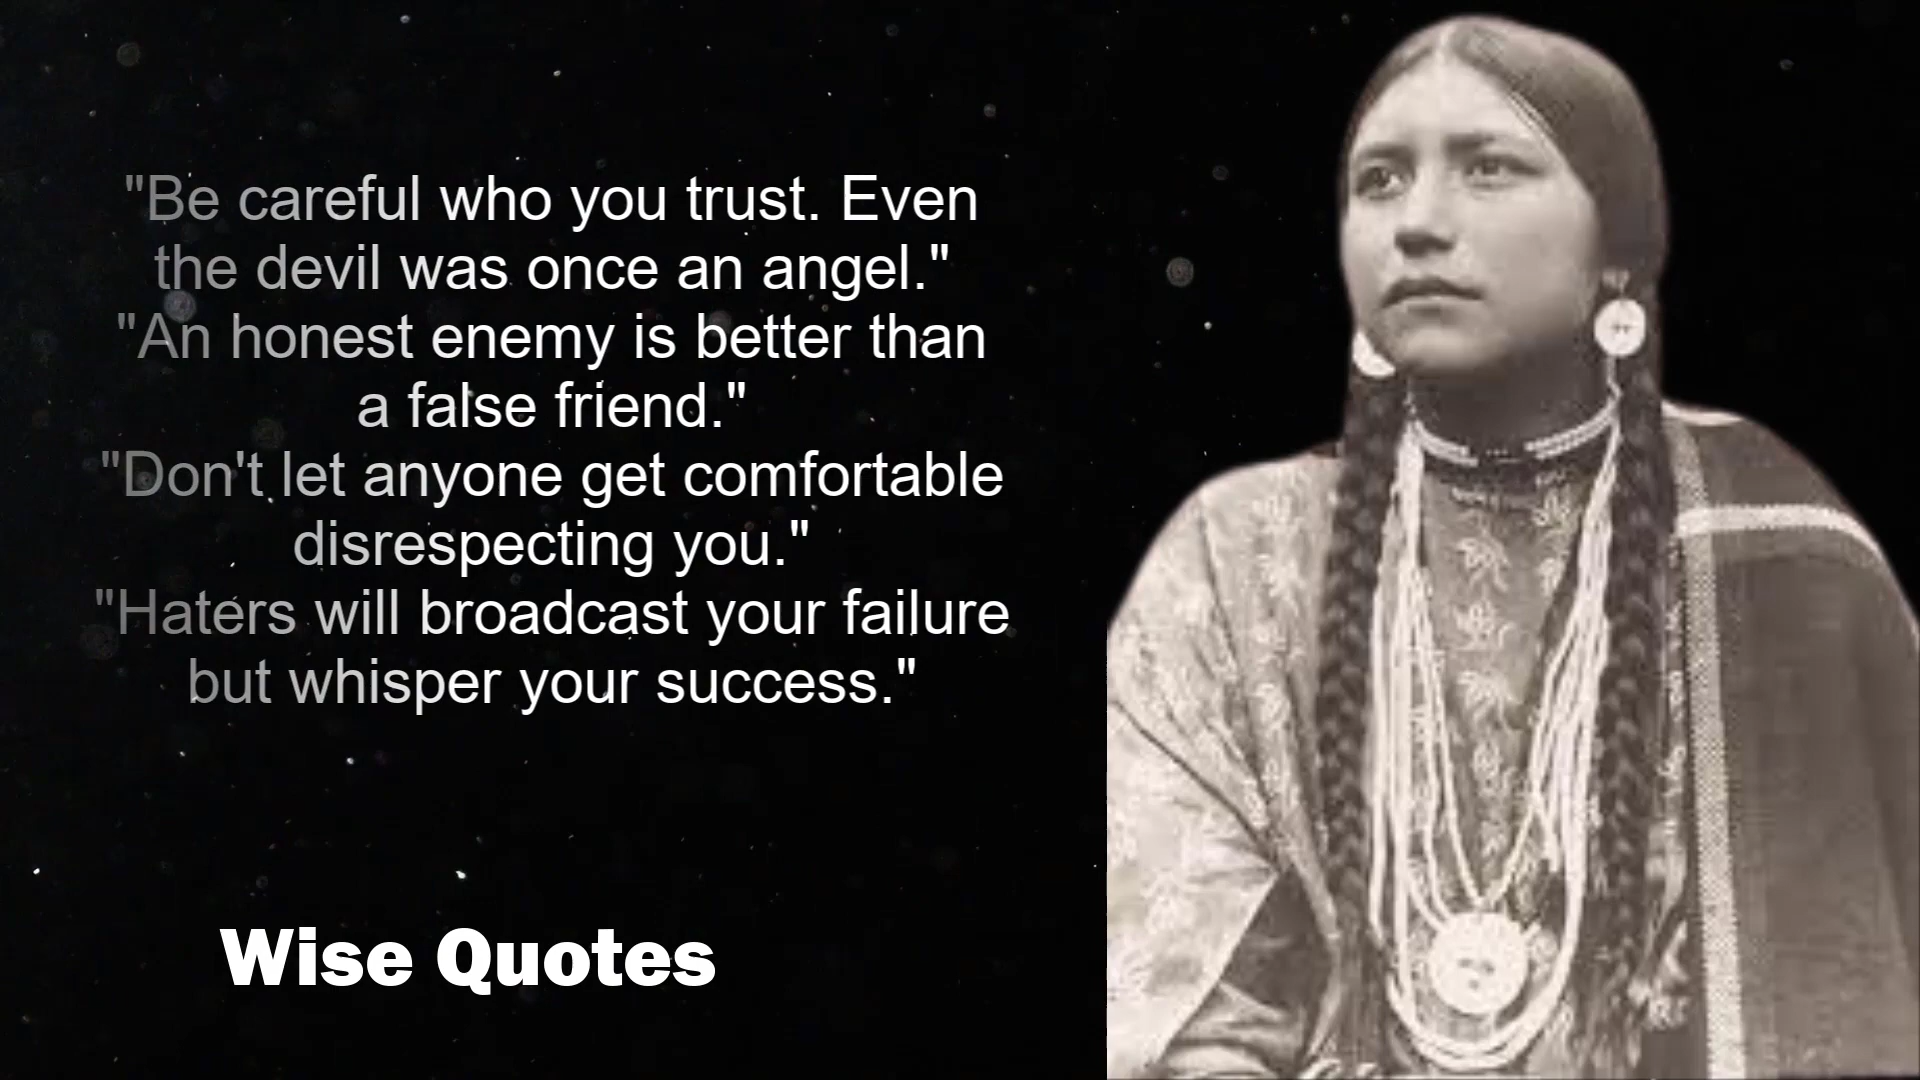 "Be careful who you trust. Even
the devil was once an angel."
"An honest enemy is better than
a false friend."
"Don't let anyone get comfortable
disrespecting you."
"Haters will broadcast your failure
but whisper your success."
Wise Quotes